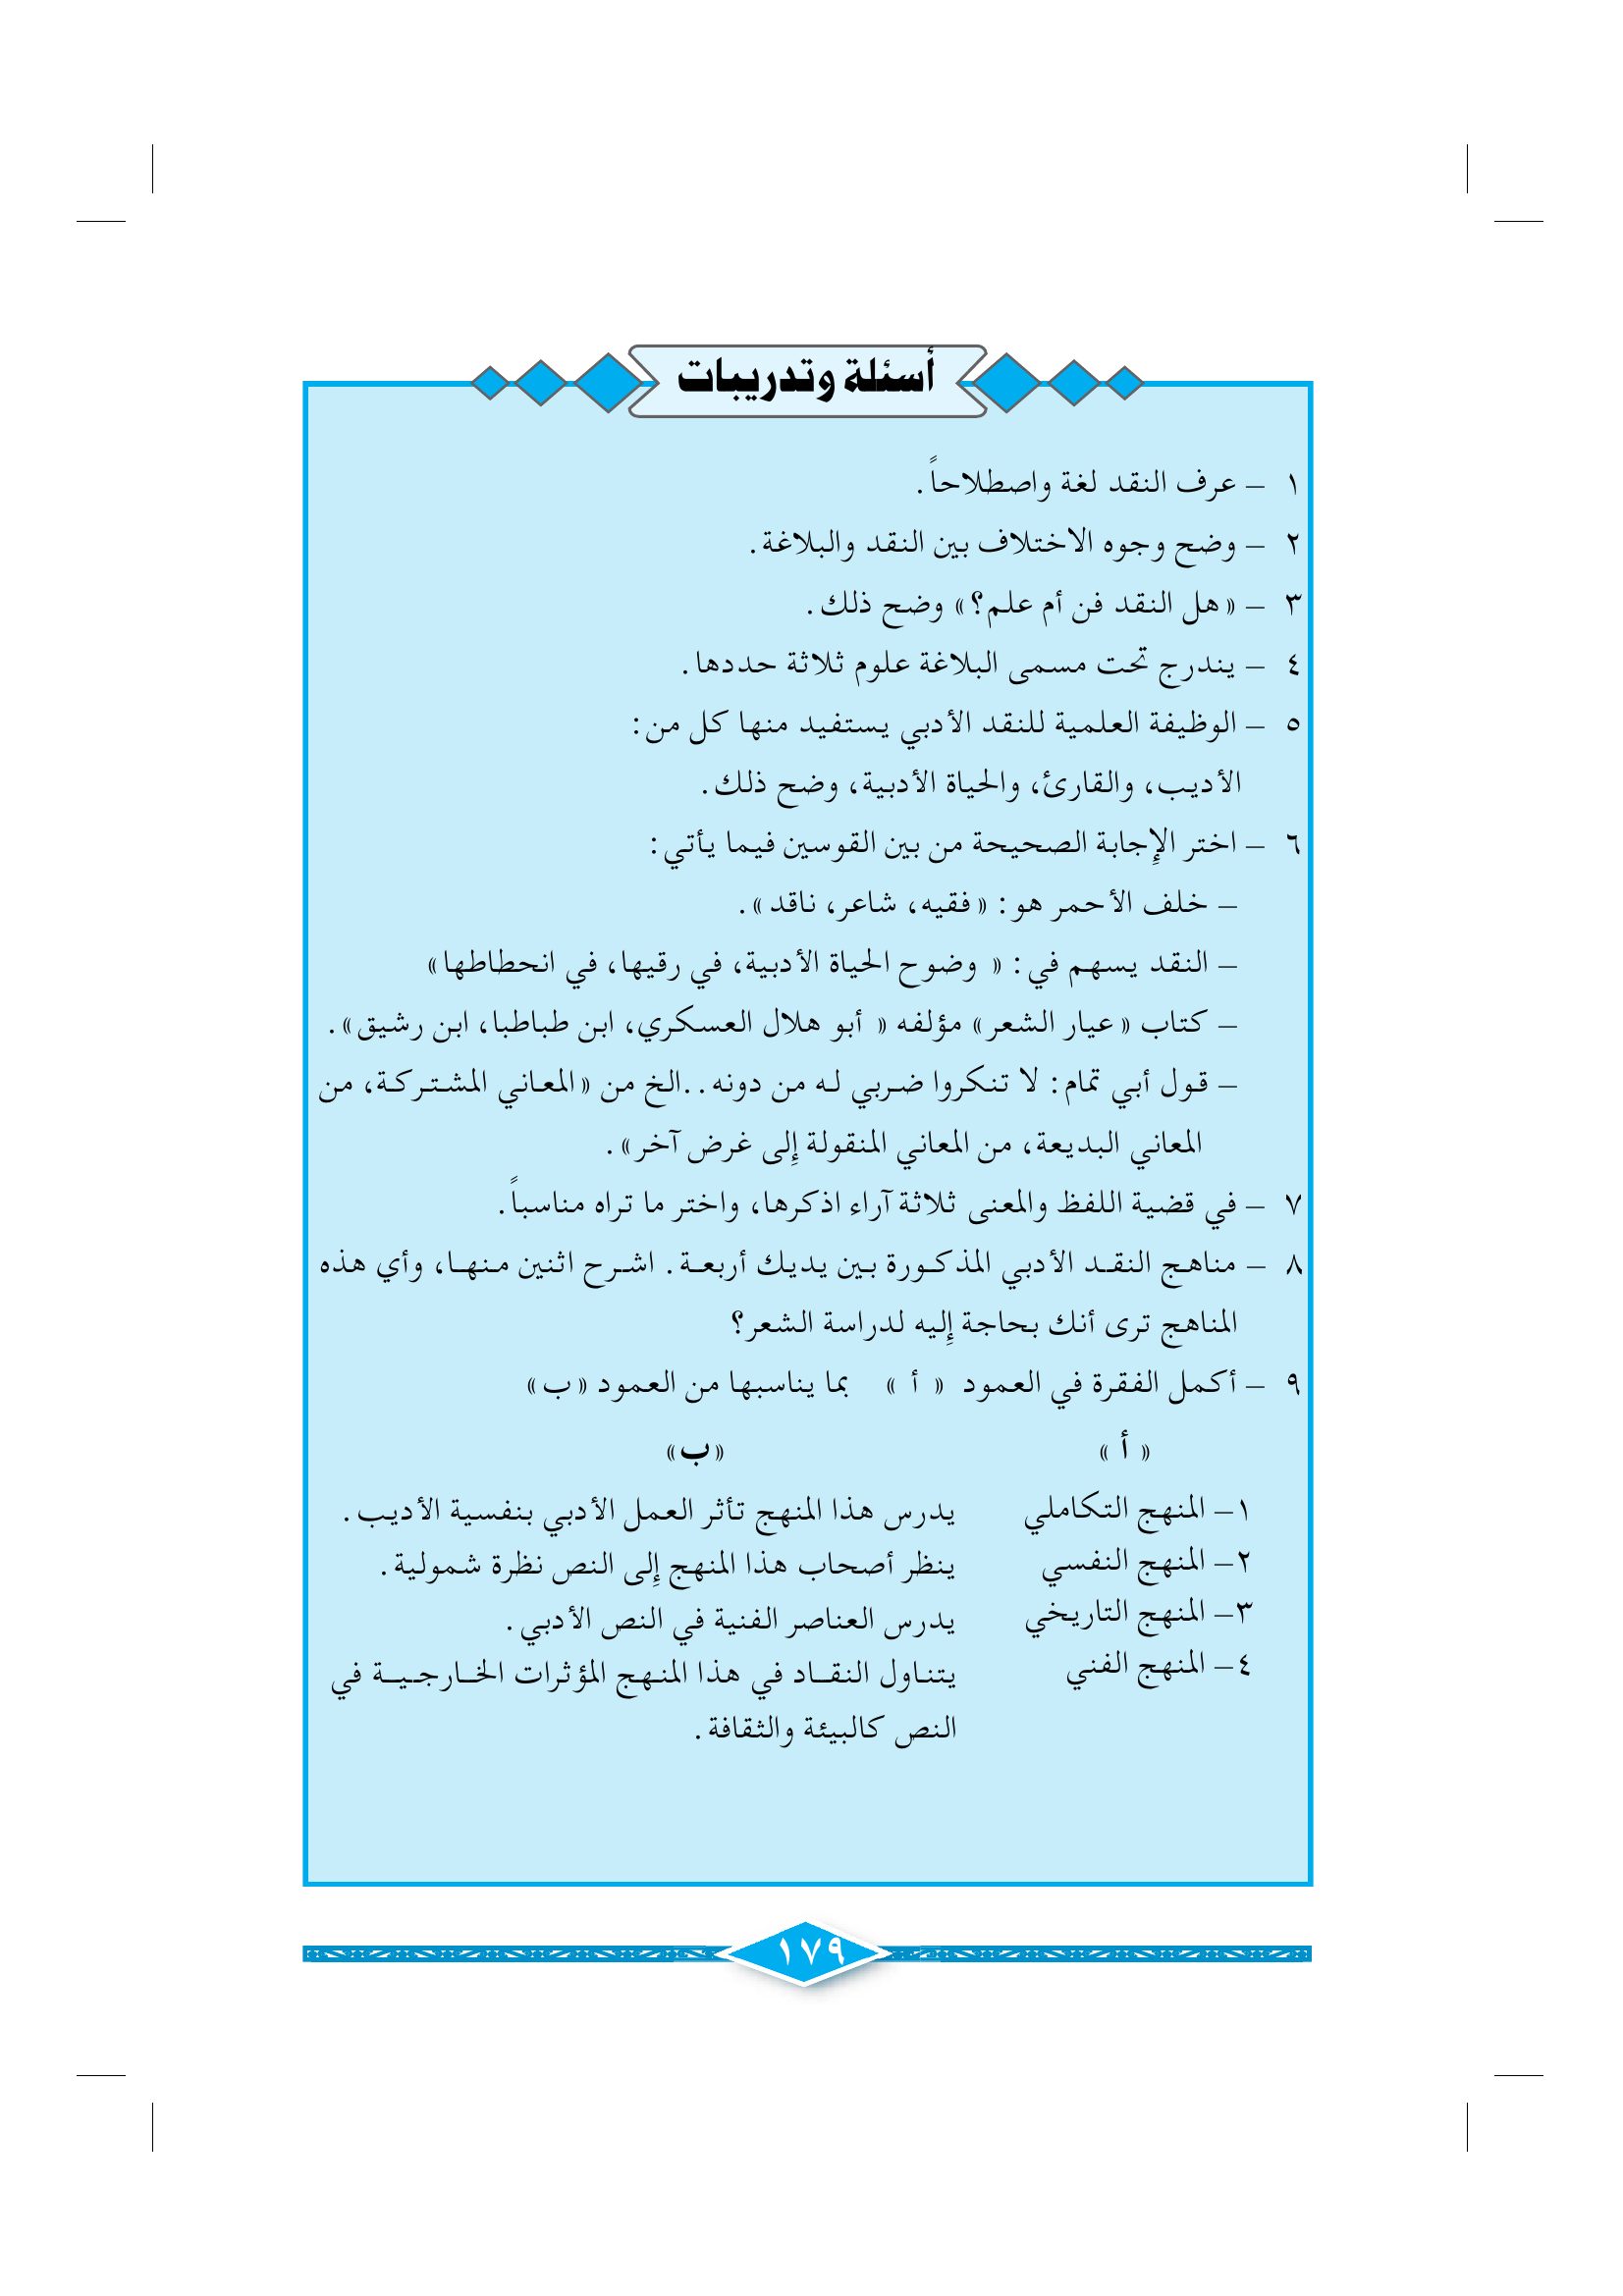 أسئلة وتدريبات
١ – عرف النقد لغة واصطلاحاً.
٢ – وضح وجوه الاختلاف بين النقد والبلاغة.
٣ – «هل النقد فن أم علم؟» وضح ذلك.
٤ – يندرج تحت مسمى البلاغة علوم ثلاثة حددها.
٥ – الوظيفة العلمية للنقد الأدبي يستفيد منها كل من:
الأديب، والقارئ، والحياة الأدبية، وضح ذلك.
٦ – اختر الإِجابة الصحيحة من بين القوسين فيما يأتي:
– خلف الأحمر هو: «فقيه، شاعر، ناقد».
– النقد يسهم في: « وضوح الحياة الأدبية، في رقيها، في انحطاطها»
– كتاب «عيار الشعر» مؤلفه « أبو هلال العسكري، ابن طباطبا، ابن رشيق».
– قول أبي تمام: لا تنكروا ضربي له من دونه..الخ من «المعاني المشتركة، من
المعاني البديعة، من المعاني المنقولة إِلى غرض آخر».
٧ – في قضية اللفظ والمعنى ثلاثة آراء اذكرها، واختر ما تراه مناسباً.
٨ – مناهج النقد الأدبي المذكورة بين يديك أربعة. اشرح اثنين منها، وأي هذه
المناهج ترى أنك بحاجة إِليه لدراسة الشعر؟
٩ – أكمل الفقرة في العمود « أ » بما يناسبها من العمود «ب»
« أ » «ب»
١– المنهج التكاملي يدرس هذا المنهج تأثر العمل الأدبي بنفسية الأديب.
٢– المنهج النفسي ينظر أصحاب هذا المنهج إِلى النص نظرة شمولية.
٣– المنهج التاريخي يدرس العناصر الفنية في النص الأدبي.
٤– المنهج الفني يتناول النقاد في هذا المنهج المؤثرات الخارجية في
النص كالبيئة والثقافة.
١٧٩